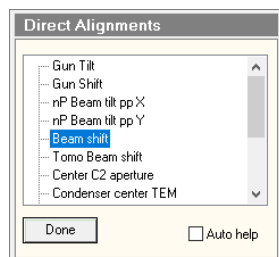 Direct Alignments
Gun Tilt
Gun Shift
nP Beam tilt pp X
nP Beam tilt pp Y
Beam shift
Tomo Beam shift
Center C2 aperture
Condenser center TEM
Done
Auto help